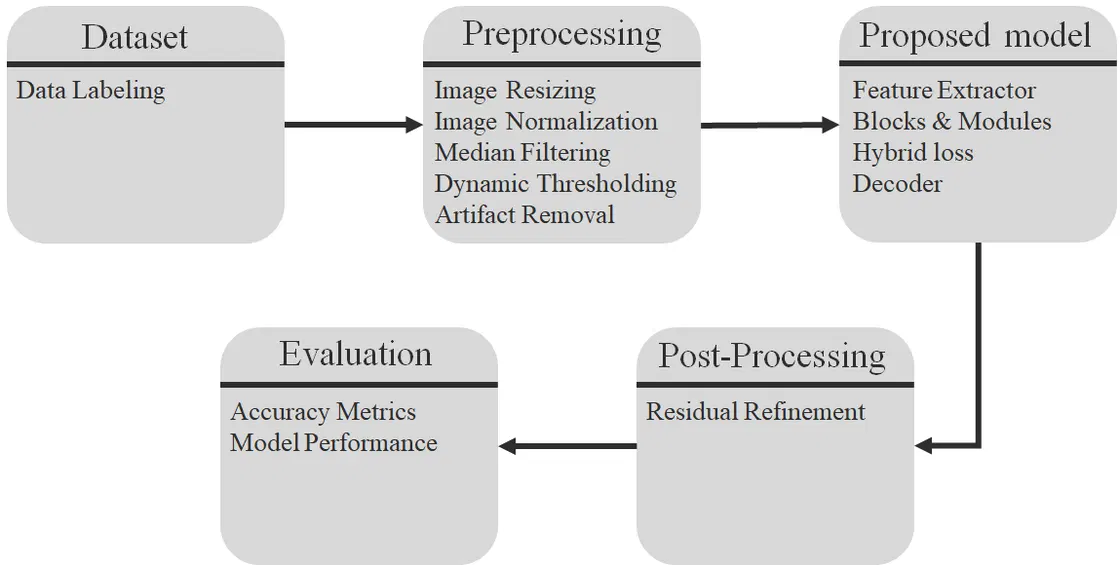 Dataset
Data Labeling
Preprocessing
Image Resizing
Image Normalization
Median Filtering
Dynamic Thresholding
Artifact Removal
Proposed model
Feature Extractor
Blocks & Modules
Hybrid loss
Decoder
Post-Processing
Residual Refinement
Evaluation
Accuracy Metrics
Model Performance